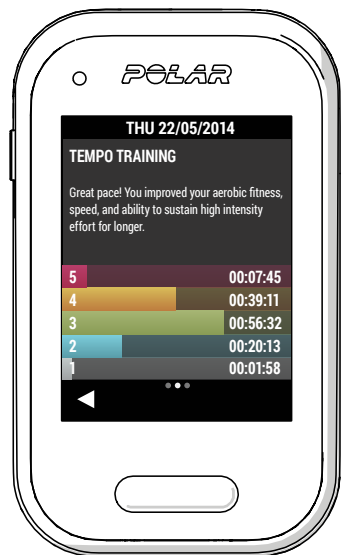 POLAR
THU 22/05/2014
TEMPO TRAINING
Great pace! You improved your aerobic fitness,
speed, and ability to sustain high intensity
effort for longer.
5 00:07:45
4 00:39:11
3 00:56:32
2 00:20:13
1 00:01:58